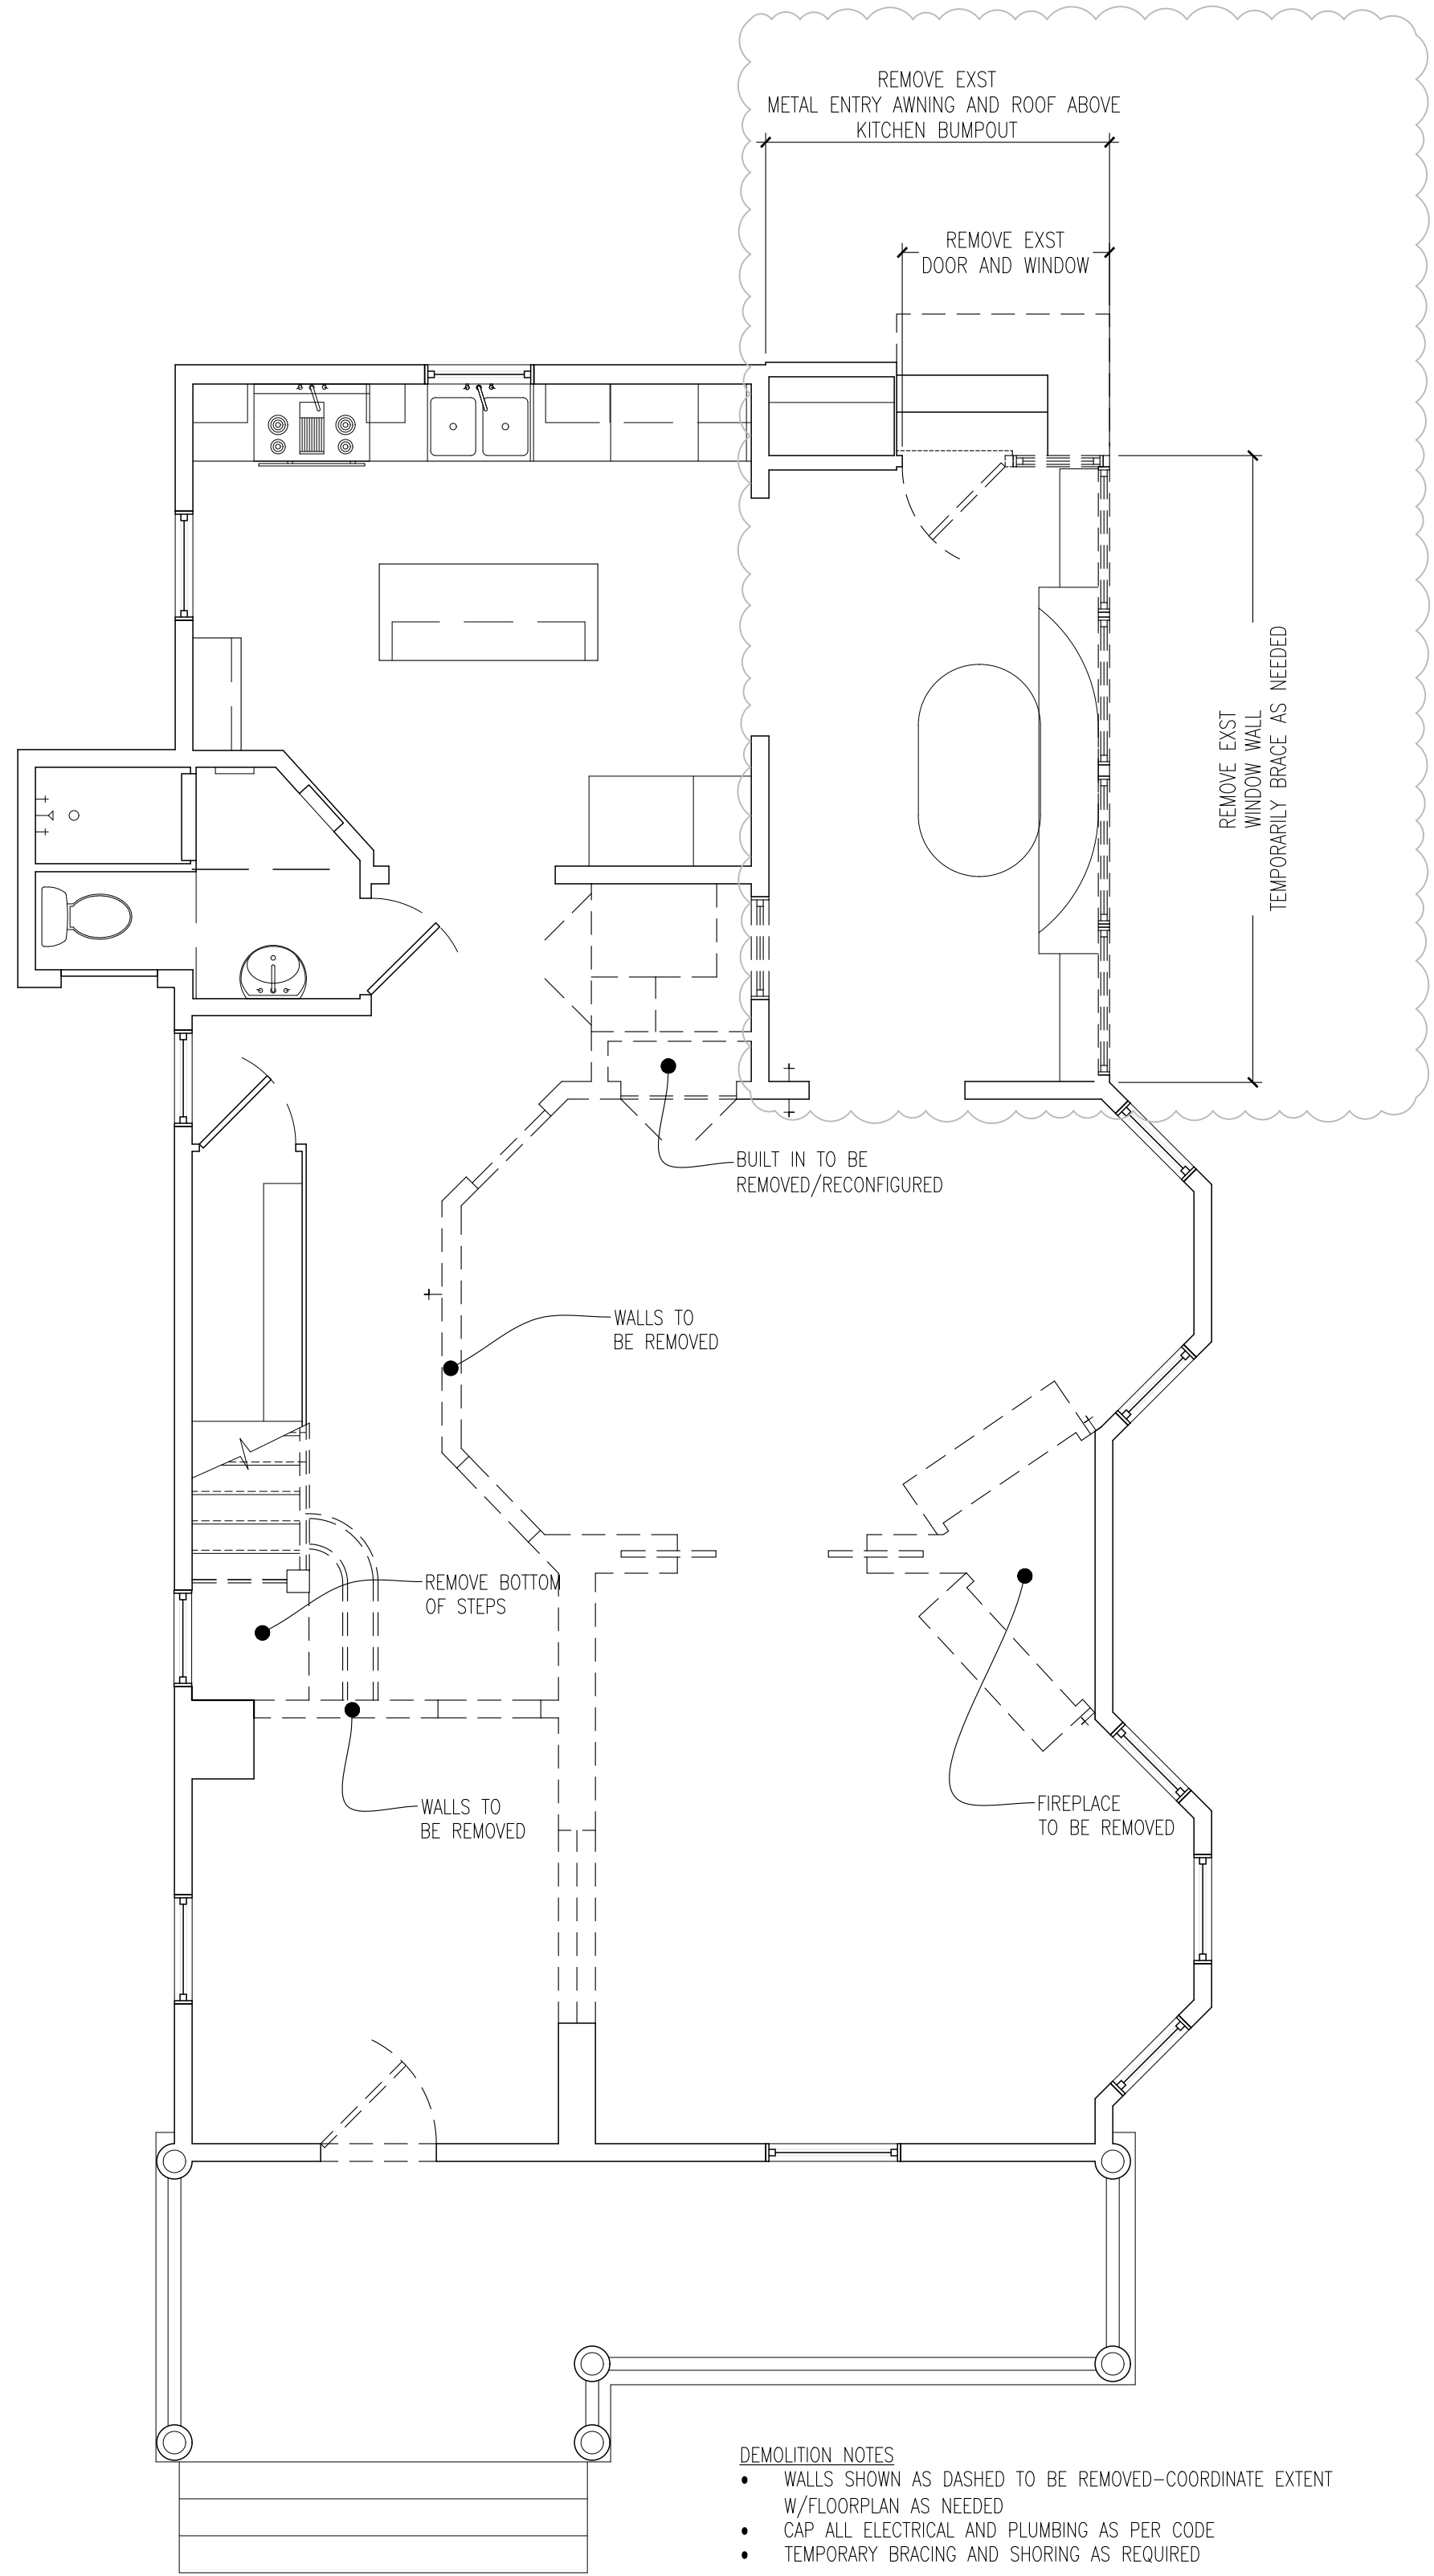 REMOVE EXST
METAL ENTRY AWNING AND ROOF ABOVE
KITCHEN BUMPOUT
REMOVE EXST
DOOR AND WINDOW
REMOVE EXST
WINDOW WALL
TEMPORARILY BRACE AS NEEDED
BUILT IN TO BE
REMOVED/RECONFIGURED
WALLS TO
BE REMOVED
REMOVE BOTTOM
OF STEPS
WALLS TO
BE REMOVED
FIREPLACE
TO BE REMOVED
DEMOLITION NOTES
• WALLS SHOWN AS DASHED TO BE REMOVED-COORDINATE EXTENT
W/FLOORPLAN AS NEEDED
• CAP ALL ELECTRICAL AND PLUMBING AS PER CODE
• TEMPORARY BRACING AND SHORING AS REQUIRED